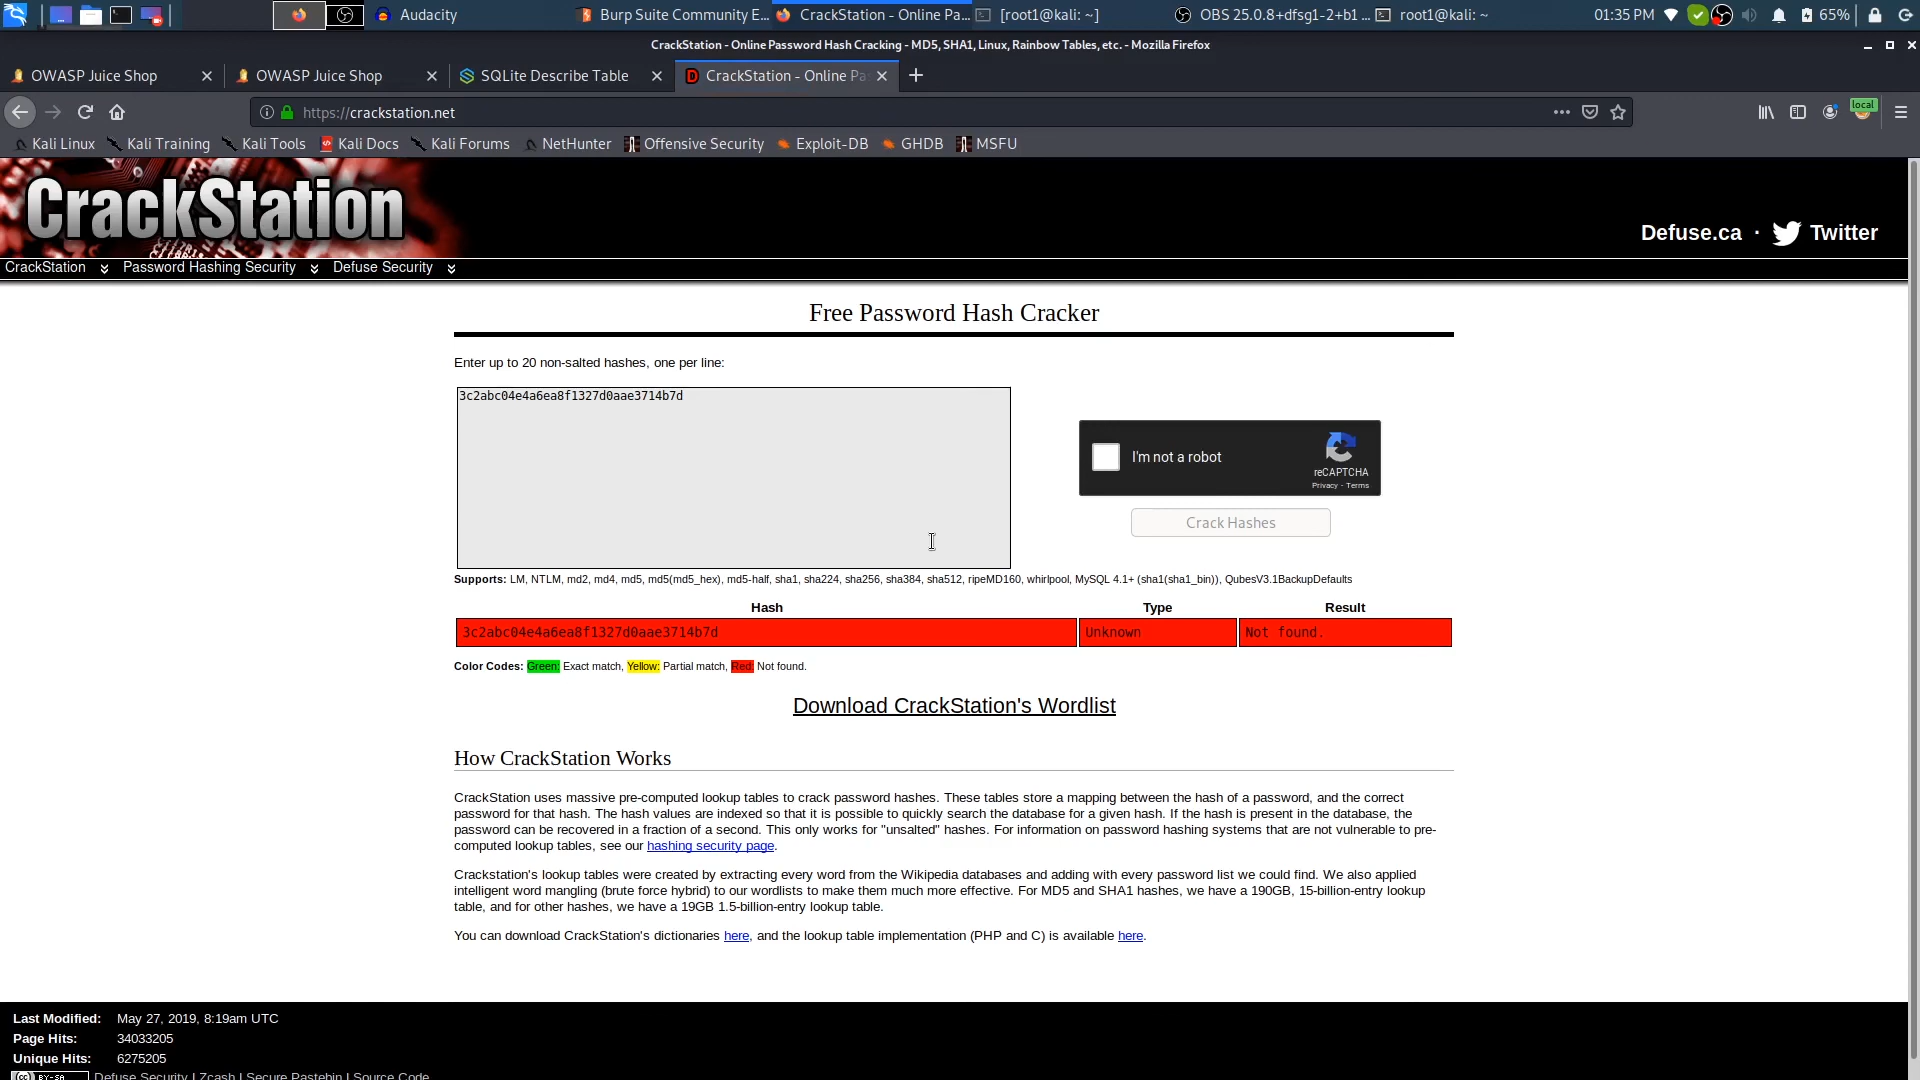 Audacity
Burp Suite Community E...
CrackStation - Online Pa...
[root1@kali: ~]
OBS 25.0.8+dfsg1-2+b1 ...
root1@kali: ~
01:35 PM
65%
CrackStation - Online Password Hash Cracking - MD5, SHA1, Linux, Rainbow Tables, etc. - Mozilla Firefox
OWASP Juice Shop
OWASP Juice Shop
SQLite Describe Table
CrackStation - Online Pa
https://crackstation.net
local
Kali Linux
Kali Training
Kali Tools
Kali Docs
Kali Forums
NetHunter
Offensive Security
Exploit-DB
GHDB
MSFU
CrackStation
Defuse.ca · Twitter
CrackStation
Password Hashing Security
Defuse Security
Free Password Hash Cracker
Enter up to 20 non-salted hashes, one per line:
3c2abc04e4a6ea8f1327d0aae3714b7d
I'm not a robot
reCAPTCHA
Privacy - Terms
Crack Hashes
Supports: LM, NTLM, md2, md4, md5, md5(md5_hex), md5-half, sha1, sha224, sha256, sha384, sha512, ripeMD160, whirlpool, MySQL 4.1+ (sha1(sha1_bin)), QubesV3.1BackupDefaults
Hash Type Result
3c2abc04e4a6ea8f1327d0aae3714b7d Unknown Not found.
Color Codes: Green: Exact match, Yellow: Partial match, Red: Not found.
Download CrackStation's Wordlist
How CrackStation Works
CrackStation uses massive pre-computed lookup tables to crack password hashes. These tables store a mapping between the hash of a password, and the correct
password for that hash. The hash values are indexed so that it is possible to quickly search the database for a given hash. If the hash is present in the database, the
password can be recovered in a fraction of a second. This only works for "unsalted" hashes. For information on password hashing systems that are not vulnerable to pre-
computed lookup tables, see our hashing security page.
Crackstation's lookup tables were created by extracting every word from the Wikipedia databases and adding with every password list we could find. We also applied
intelligent word mangling (brute force hybrid) to our wordlists to make them much more effective. For MD5 and SHA1 hashes, we have a 190GB, 15-billion-entry lookup
table, and for other hashes, we have a 19GB 1.5-billion-entry lookup table.
You can download CrackStation's dictionaries here, and the lookup table implementation (PHP and C) is available here.
Last Modified: May 27, 2019, 8:19am UTC
Page Hits: 34033205
Unique Hits: 6275205
(cc) BY-SA Defuse Security | Zcash | Secure Pastebin | Source Code